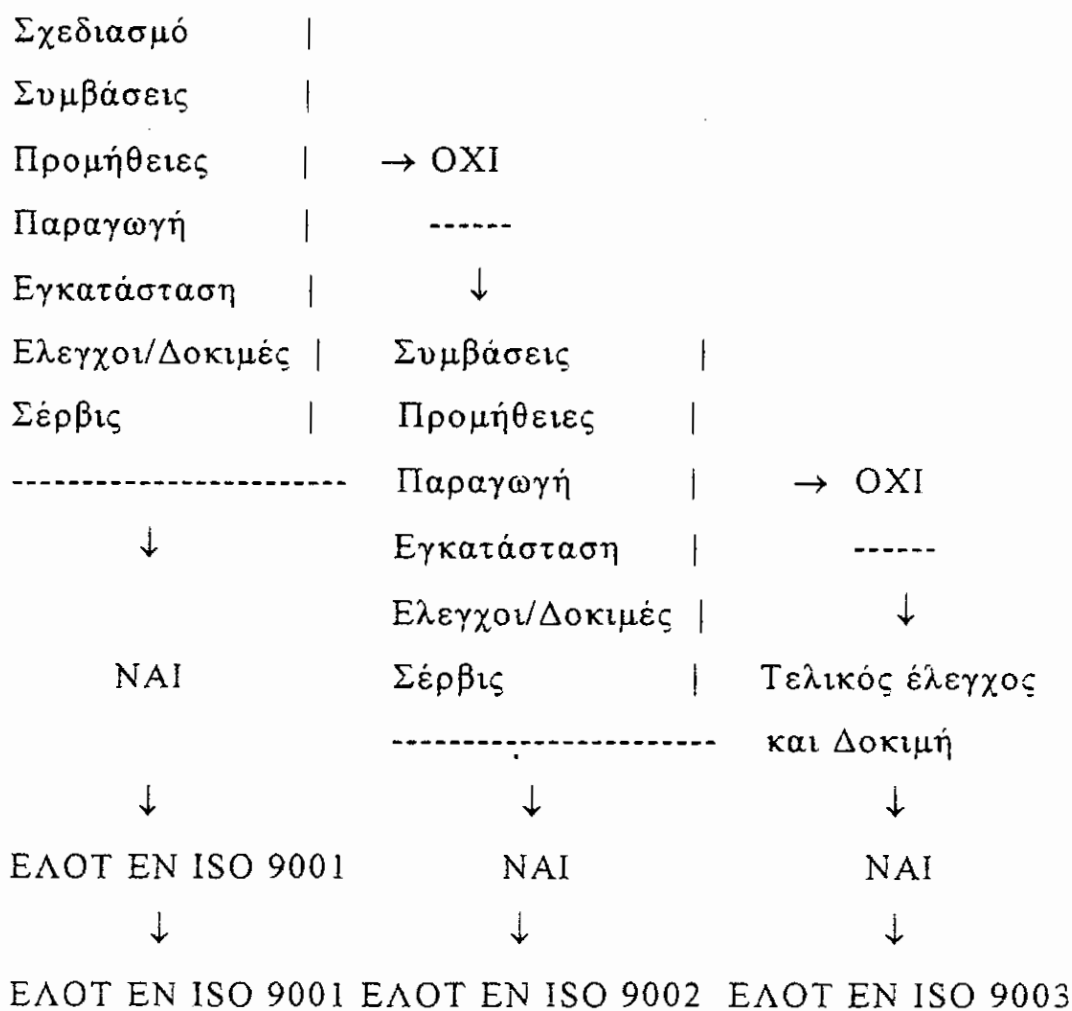 Σχεδιασμό |
Συμβάσεις |
Προμήθειες | → ΟΧΙ
Παραγωγή | ------
Εγκατάσταση | ↓
Ελεγχοι/Δοκιμές | Συμβάσεις |
Σέρβις | Προμήθειες |
----------------------- Παραγωγή | → ΟΧΙ
↓ Εγκατάσταση | ------
Ελεγχοι/Δοκιμές | ↓
ΝΑΙ Σέρβις | Τελικός έλεγχος
---------------------- και Δοκιμή
↓ ↓ ↓
ΕΛΟΤ ΕΝ ISO 9001 ΝΑΙ ΝΑΙ
↓ ↓ ↓
ΕΛΟΤ ΕΝ ISO 9001 ΕΛΟΤ ΕΝ ISO 9002 ΕΛΟΤ ΕΝ ISO 9003